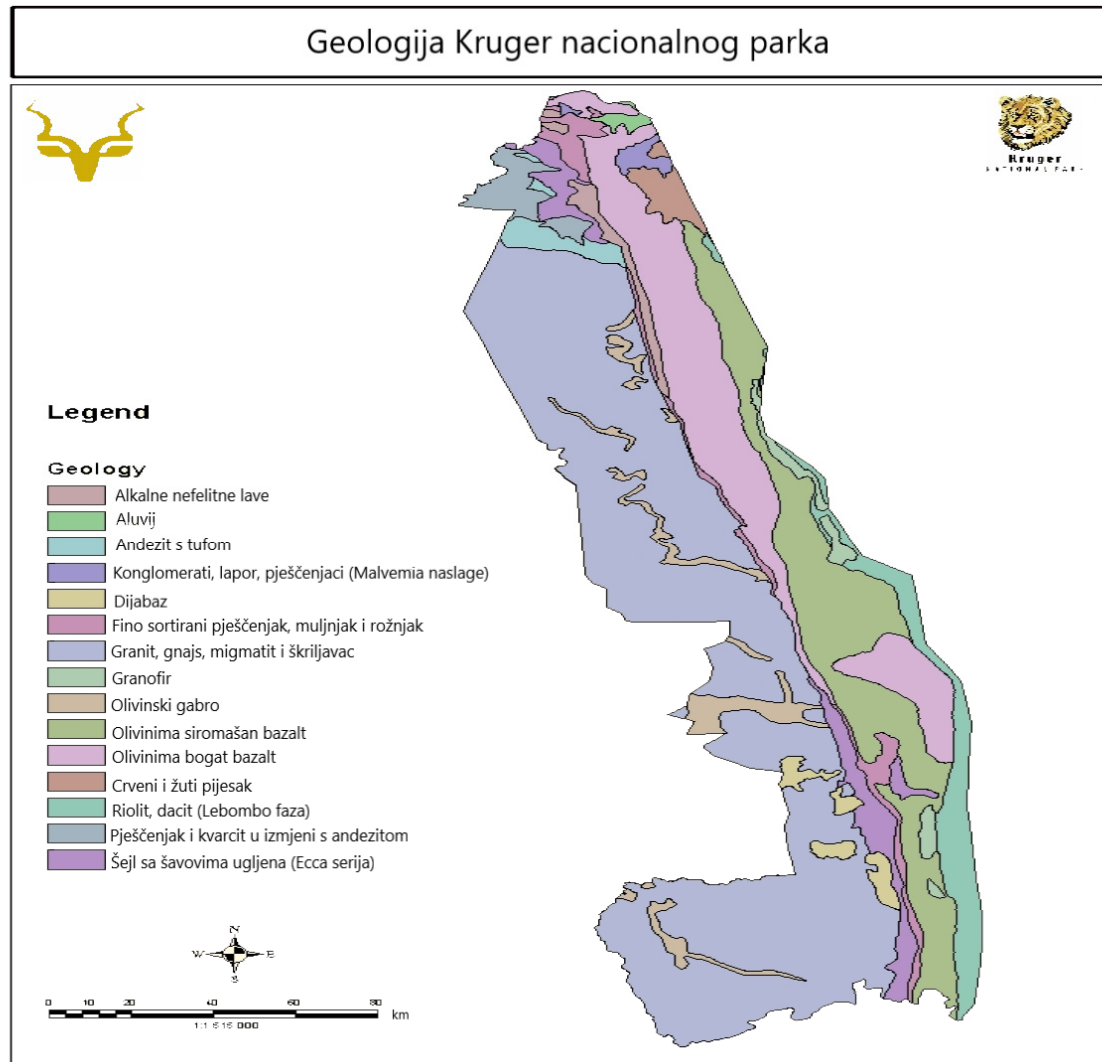 Geologija Kruger nacionalnog parka
Kruger
NATIONAL PARK
Legend
Geology
Alkalne nefelitne lave
Aluvij
Andezit s tufom
Konglomerati, lapor, pješčenjaci (Malvemia naslage)
Dijabaz
Fino sortirani pješčenjak, muljnjak i rožnjak
Granit, gnajs, migmatit i škriljavac
Granofir
Olivinski gabro
Olivinima siromašan bazalt
Olivinima bogat bazalt
Crveni i žuti pijesak
Riolit, dacit (Lebombo faza)
Pješčenjak i kvarcit u izmjeni s andezitom
Šejl sa šavovima ugljena (Ecca serija)
N
W E
S
0 10 20 40 60 80 km